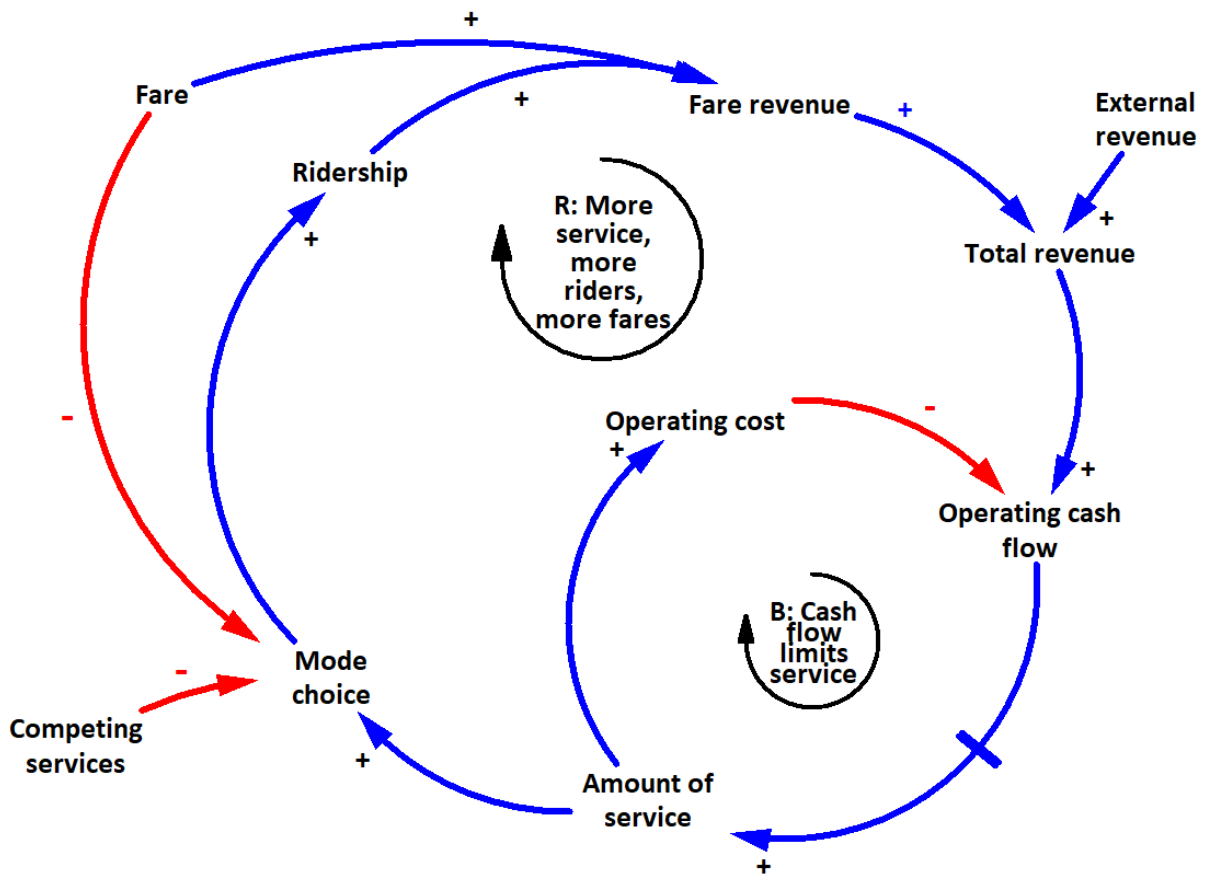 +
Fare
+
Fare revenue
+
External
revenue
Ridership
+
R: More
service,
more
riders,
more fares
+
Total revenue
-
Operating cost
-
+
+
Operating cash
flow
B: Cash
flow
limits
service
Mode
choice
-
Competing
services
+
Amount of
service
+